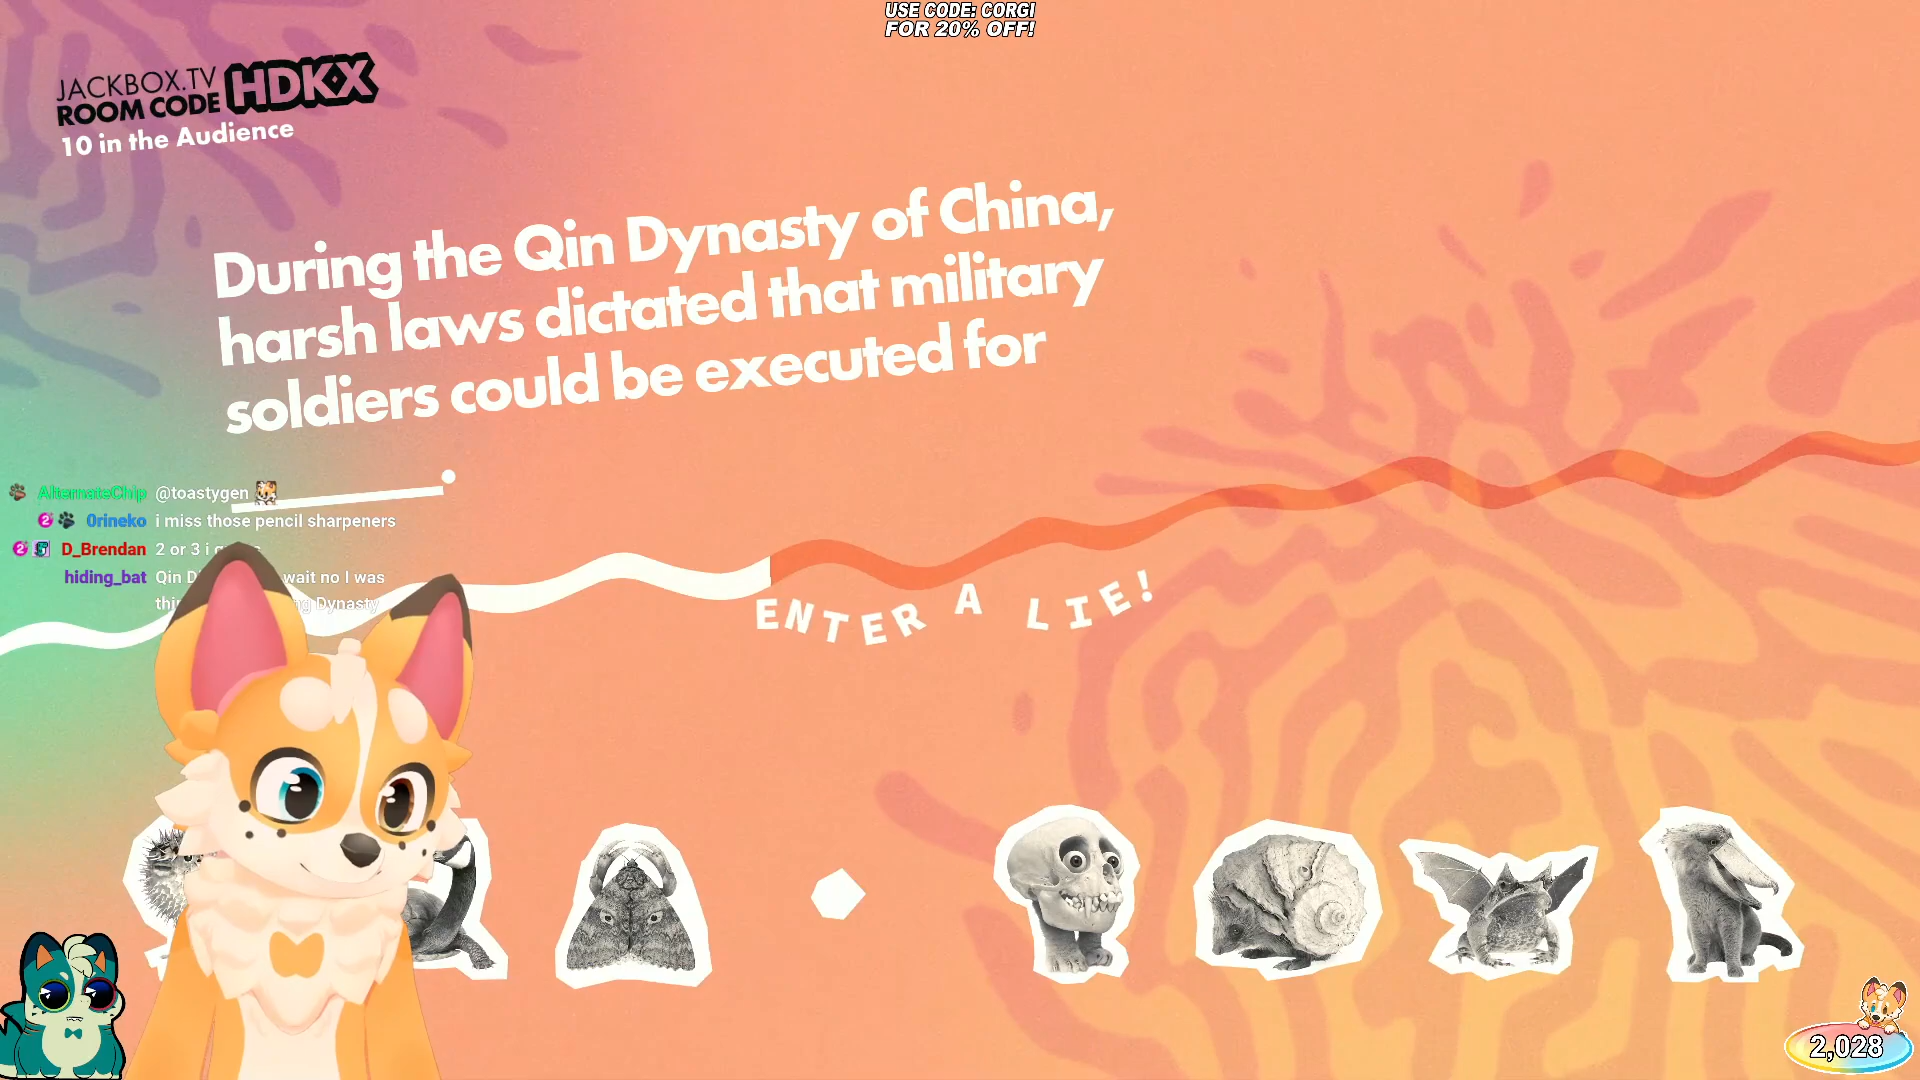 USE CODE: CORGI
FOR 20% OFF!
JACKBOX.TV
ROOM CODE HDKX
10 in the Audience
During the Qin Dynasty of China,
harsh laws dictated that military
soldiers could be executed for
AlternateChip @toastygen
0rineko i miss those pencil sharpeners
D_Brendan 2 or 3 i
hiding_bat Qin wait no I was
Dynasty
ENTER A LIE!
2,028